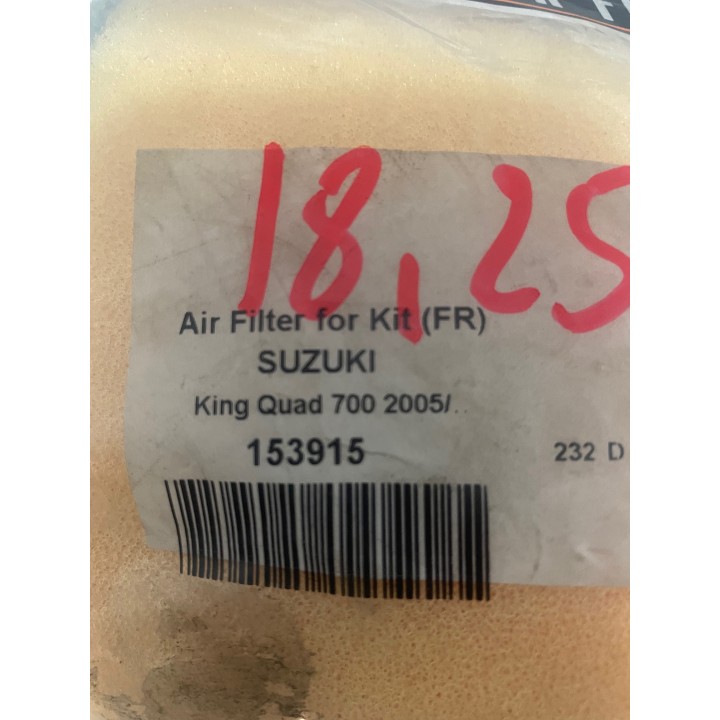 18,25
Air Filter for Kit (FR)
SUZUKI
King Quad 700 2005/..
153915
232 D